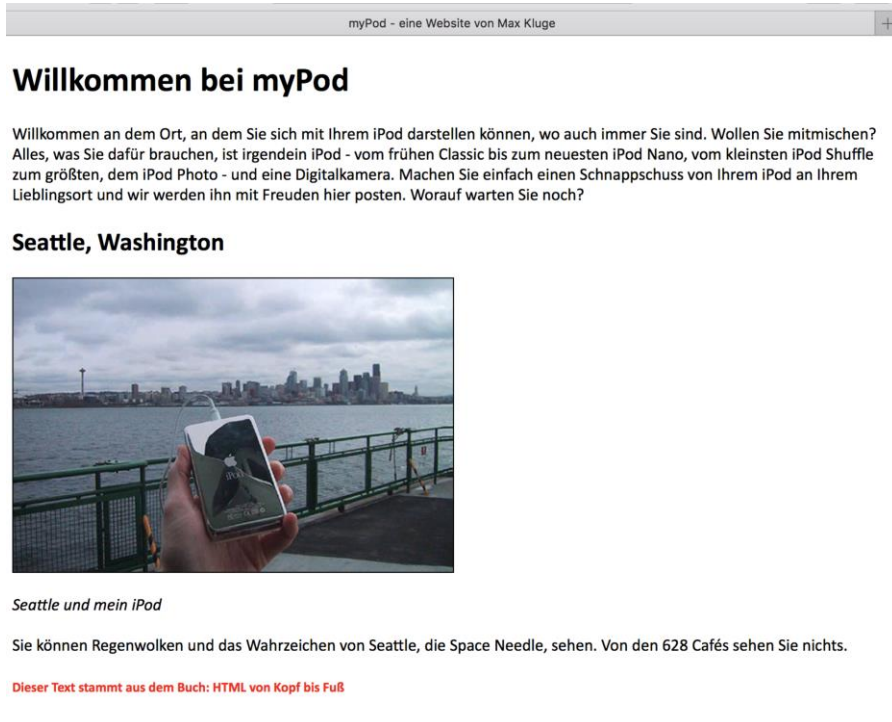 myPod - eine Website von Max Kluge
Willkommen bei myPod
Willkommen an dem Ort, an dem Sie sich mit Ihrem iPod darstellen können, wo auch immer Sie sind. Wollen Sie mitmischen?
Alles, was Sie dafür brauchen, ist irgendein iPod - vom frühen Classic bis zum neuesten iPod Nano, vom kleinsten iPod Shuffle
zum größten, dem iPod Photo - und eine Digitalkamera. Machen Sie einfach einen Schnappschuss von Ihrem iPod an Ihrem
Lieblingsort und wir werden ihn mit Freuden hier posten. Worauf warten Sie noch?
Seattle, Washington
iPod
Seattle und mein iPod
Sie können Regenwolken und das Wahrzeichen von Seattle, die Space Needle, sehen. Von den 628 Cafés sehen Sie nichts.
Dieser Text stammt aus dem Buch: HTML von Kopf bis Fuß